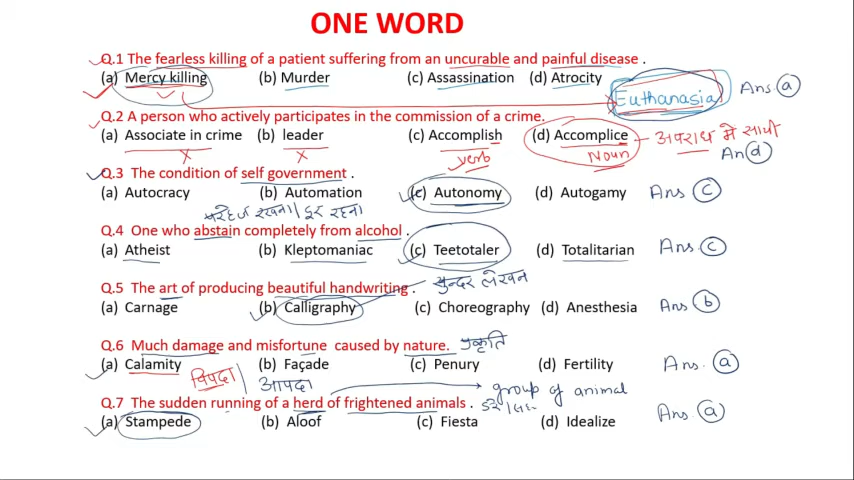 ONE WORD
Q.1 The fearless killing of a patient suffering from an uncurable and painful disease .
(a) Mercy killing (b) Murder (c) Assassination (d) Atrocity Euthanasia Ans (a)
Q.2 A person who actively participates in the commission of a crime.
(a) Associate in crime (b) leader (c) Accomplish (d) Accomplice – अपराध में साथी
verb Noun An (d)
Q.3 The condition of self government .
(a) Autocracy (b) Automation (c) Autonomy (d) Autogamy Ans (c)
परहेज रखना / दूर रहना
Q.4 One who abstain completely from alcohol .
(a) Atheist (b) Kleptomaniac (c) Teetotaler (d) Totalitarian Ans (c)
Q.5 The art of producing beautiful handwriting . सुन्दर लेखन
(a) Carnage (b) Calligraphy (c) Choreography (d) Anesthesia Ans (b)
Q.6 Much damage and misfortune caused by nature. प्रकृति
(a) Calamity (b) Façade (c) Penury (d) Fertility Ans (a)
विपदा / आपदा group of animal
Q.7 The sudden running of a herd of frightened animals .
(a) Stampede (b) Aloof (c) Fiesta (d) Idealize Ans (a)